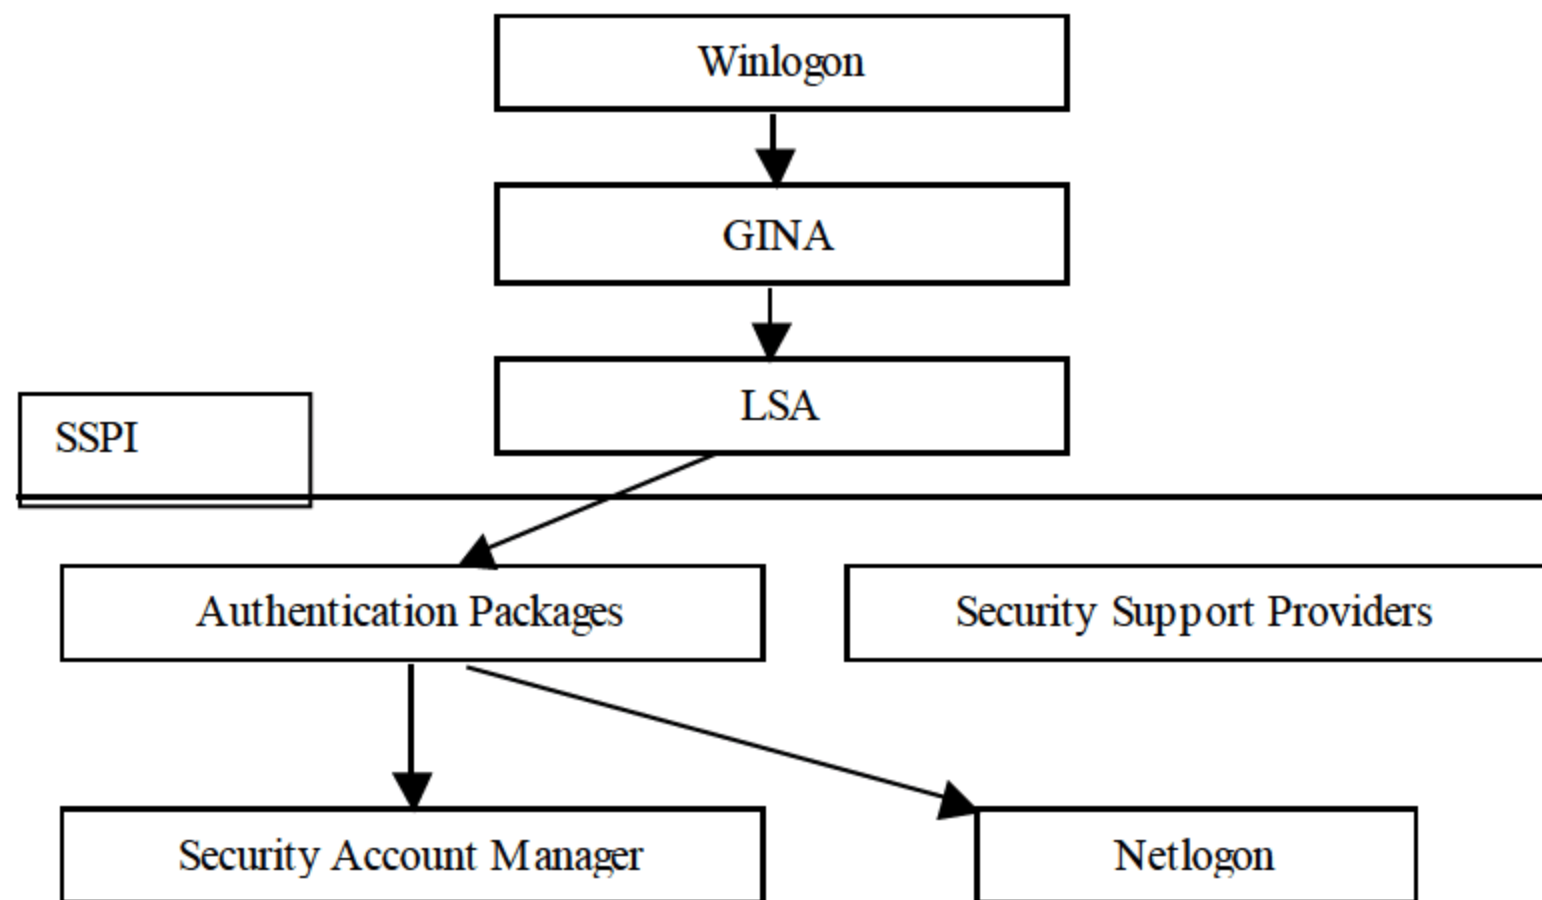 Winlogon
GINA
LSA
SSPI
Authentication Packages
Security Support Providers
Security Account Manager
Netlogon